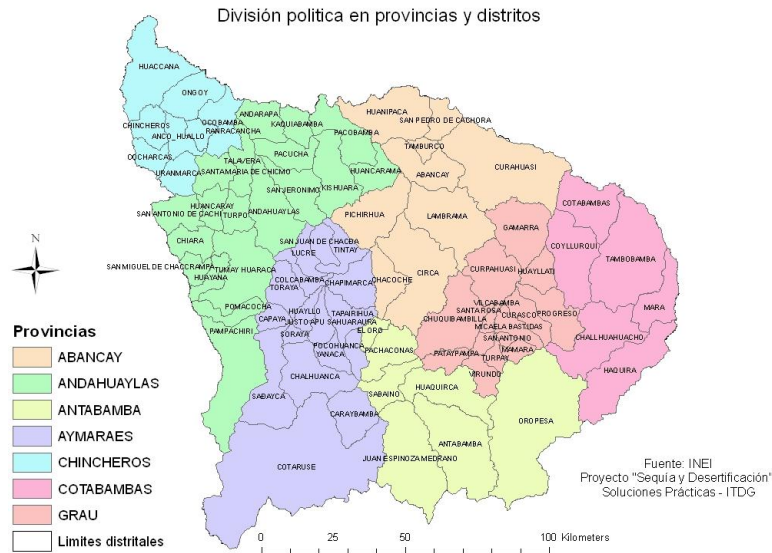 División politica en provincias y distritos
HUACCANA
ONGOY
OCOBAMBA
CHINCHEROS
ANCO_HUALLO
RANRACANCHA
COCHARCAS
URANMARCA
ANDARAPA
KAQUIABAMBA
PACOBAMBA
PACUCHA
TALAVERA
HUANCARAMA
SANTA MARIA DE CHICMO
SAN JERONIMO
KISHUARA
HUANCARAY
SAN ANTONIO DE CACHI
TURPO
ANDAHUAYLAS
CHIARA
SAN MIGUEL DE CHACCRAMPA
TUMAY HUARACA
HUAYANA
POMACOCHA
PAMPACHIRI
HUANIPACA
SAN PEDRO DE CACHORA
TAMBURCO
ABANCAY
CURAHUASI
PICHIRHUA
LAMBRAMA
CIRCA
CHACOCHE
COTABAMBAS
COYLLURQUI
TAMBOBAMBA
MARA
CHALLHUAHUACHO
HAQUIRA
GAMARRA
CURPAHUASI
HUAYLLATI
VILCABAMBA
SANTA ROSA
CHUQUIBAMBILLA
CURASCO
PROGRESO
MICAELA BASTIDAS
SAN ANTONIO
MAMARA
PATAYPAMPA
TURPAY
VIRUNDO
SAN JUAN DE CHACÑA
LUCRE
TINTAY
COLCABAMBA
TORAYA
CHAPIMARCA
CAPAYA
HUAYLLO
TAPAIRIHUA
JUSTO APU SAHUARAURA
SORAYA
POCOHUANCA
YANACA
CHALHUANCA
SAÑAYCA
CARAYBAMBA
COTARUSE
EL ORO
PACHACONAS
SABAINO
HUAQUIRCA
JUAN ESPINOZA MEDRANO
ANTABAMBA
OROPESA
N
Provincias
ABANCAY
ANDAHUAYLAS
ANTABAMBA
AYMARAES
CHINCHEROS
COTABAMBAS
GRAU
Limites distritales
0 25 50 100 Kilometers
Fuente: INEI
Proyecto "Sequía y Desertificación"
Soluciones Prácticas - ITDG